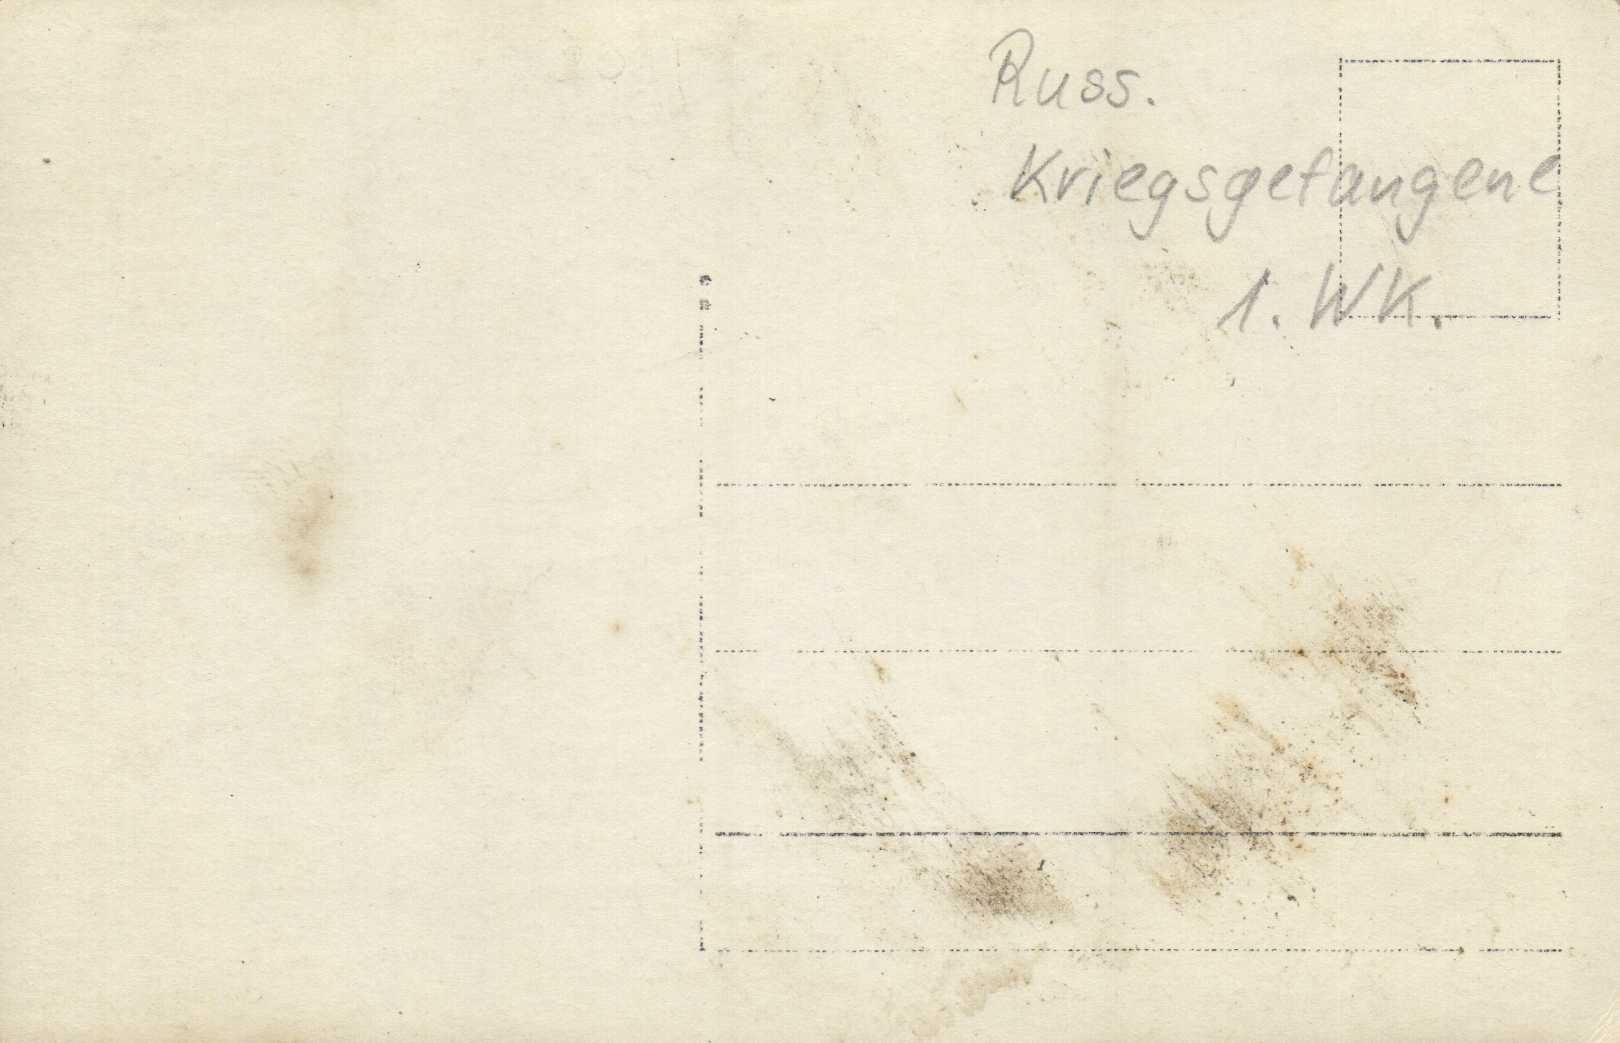 Russ.
Kriegsgefangene
1. WK.